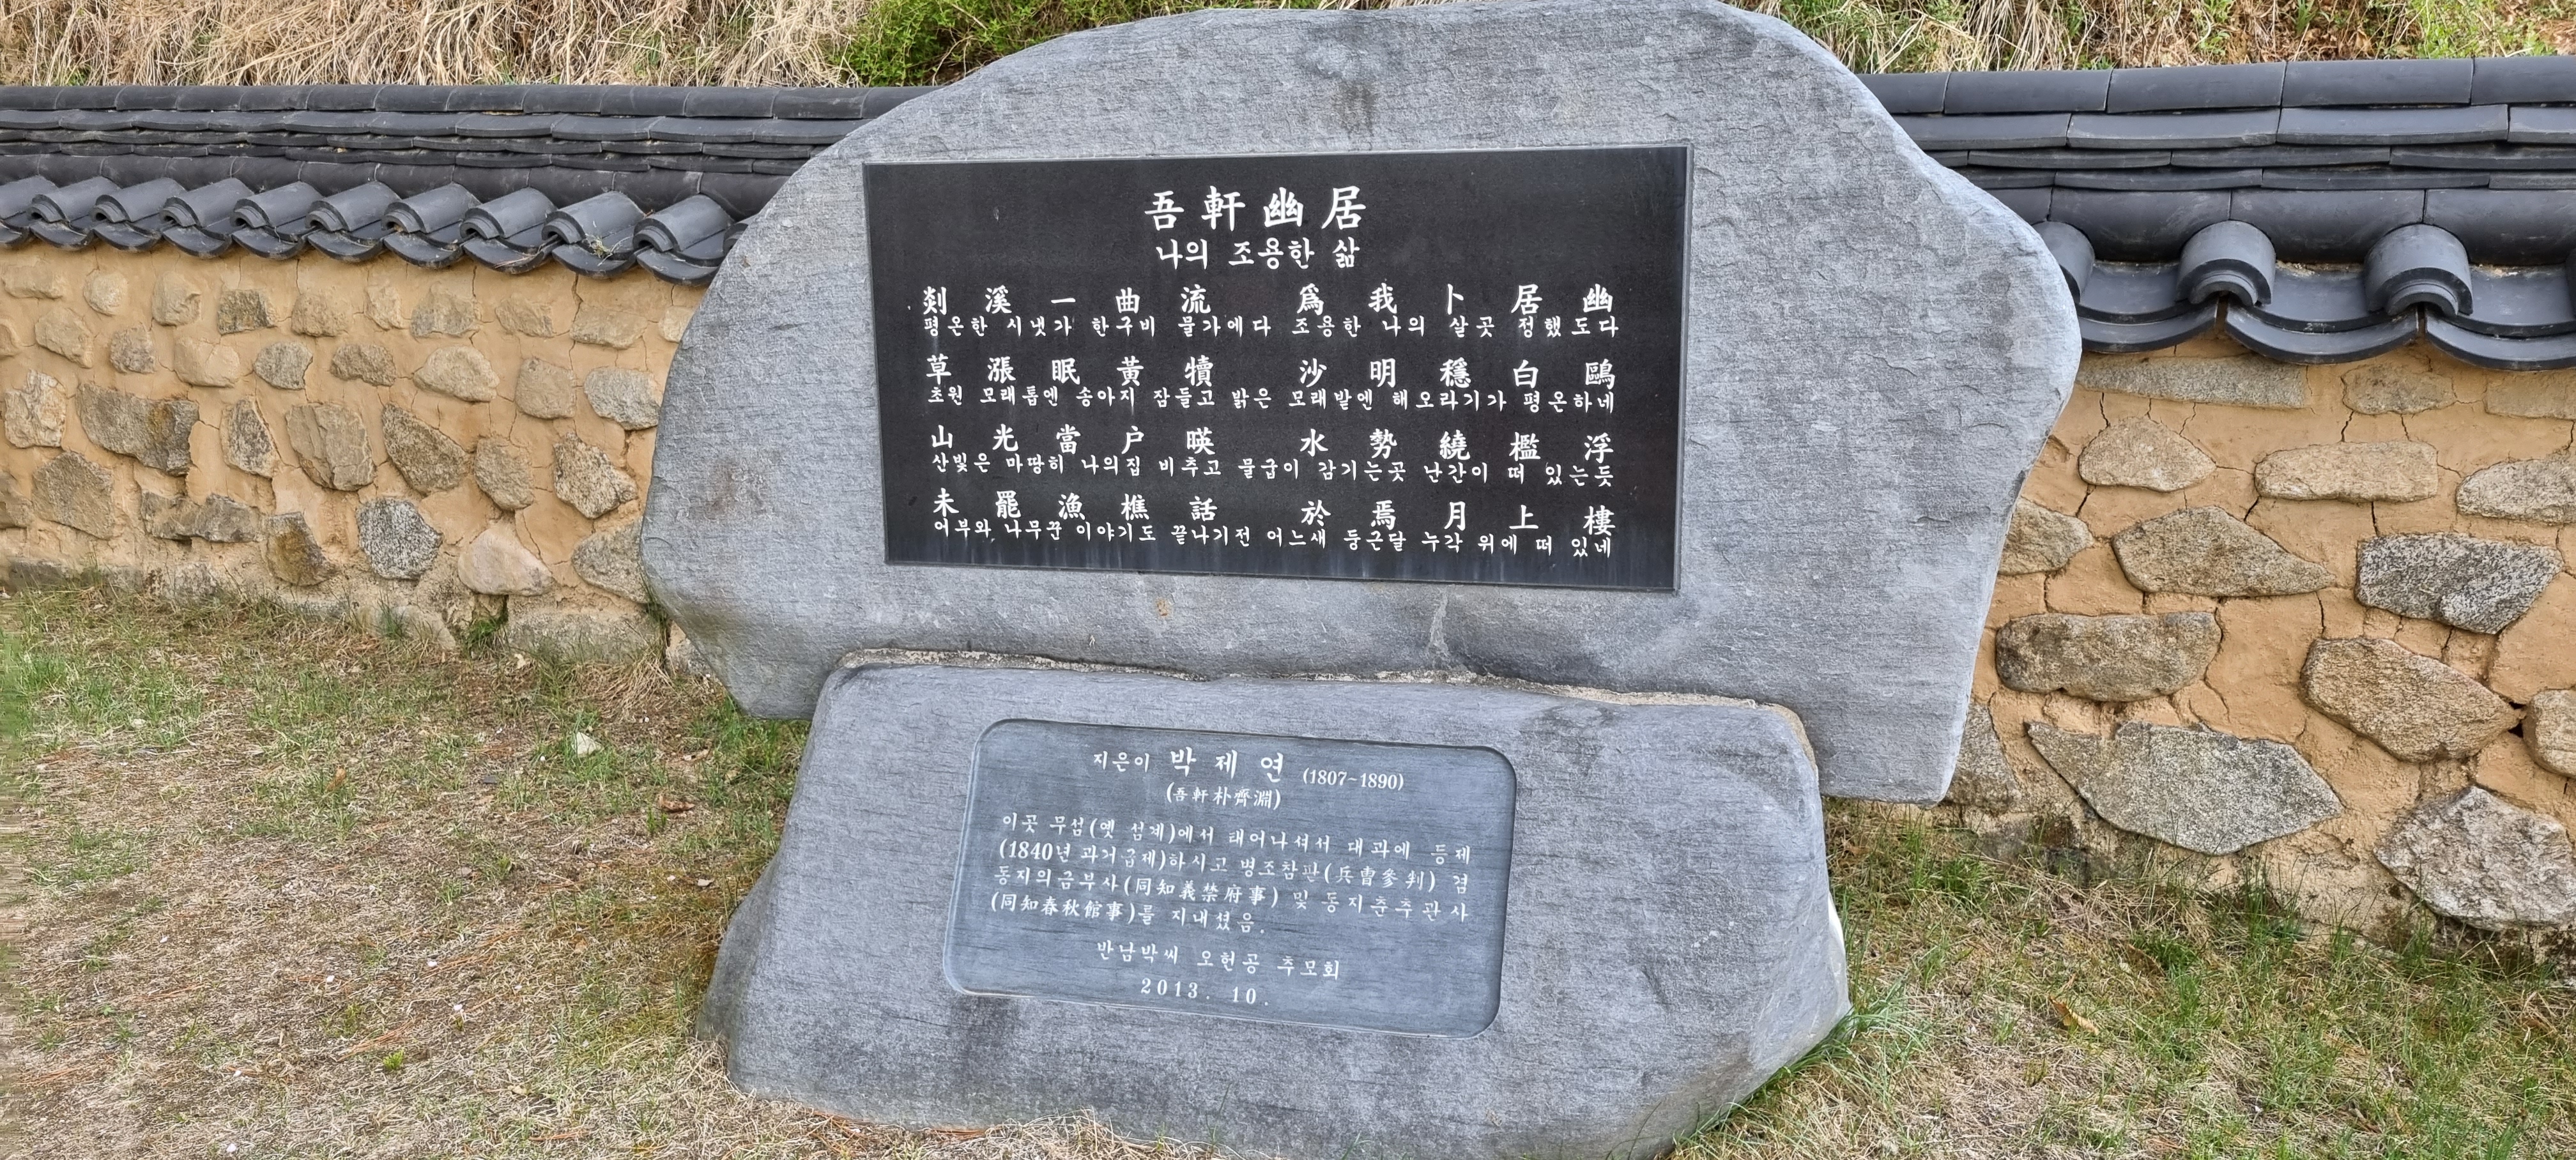 吾軒幽居
나의 조용한 삶
剡溪一曲流 爲我卜居幽
평온한 시냇가 한구비 물가에다 조용한 나의 살곳 정했도다
草漲眠黃犢 沙明穩白鷗
초원 모래톱엔 송아지 잠들고 밝은 모래밭엔 해오라기가 평온하네
山光當户暎 水勢繞檻浮
산빛은 마땅히 나의집 비추고 물굽이 감기는곳 난간이 떠 있는듯
未罷漁樵話 於焉月上樓
어부와 나무꾼 이야기도 끝나기전 어느새 둥근달 누각 위에 떠 있네
지은이 박제연 (1807~1890)
(吾軒朴齊淵)
이곳 무섬(옛 섬계)에서 태어나셔서 대과에 등제
(1840년 과거급제)하시고 병조참판(兵曺參判) 겸
동지의금부사(同知義禁府事) 및 동지춘추관사
(同知春秋館事)를 지내셨음.
반남박씨 오헌공 추모회
2013. 10.